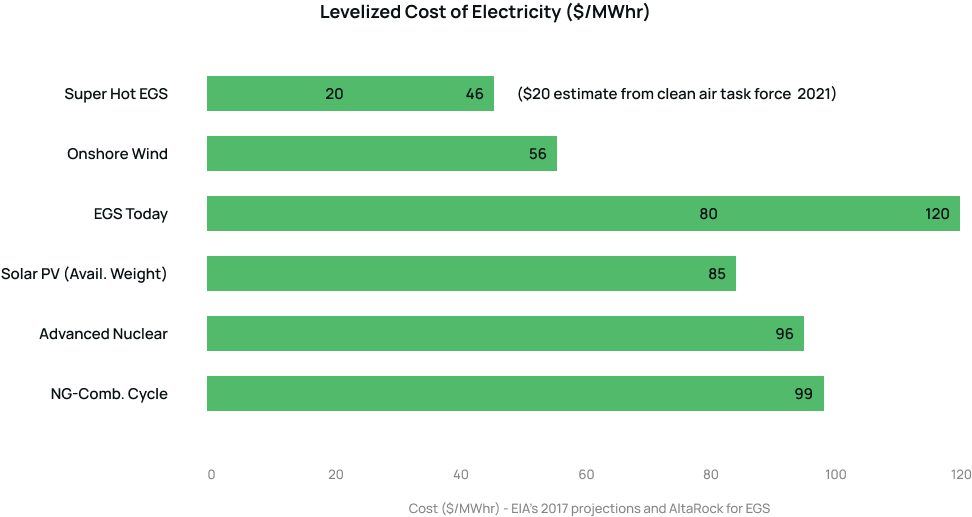 Levelized Cost of Electricity ($/MWhr)
Super Hot EGS 20 46 ($20 estimate from clean air task force 2021)
Onshore Wind 56
EGS Today 80 120
Solar PV (Avail. Weight) 85
Advanced Nuclear 96
NG-Comb. Cycle 99
0 20 40 60 80 100 120
Cost ($/MWhr) - EIA's 2017 projections and AltaRock for EGS